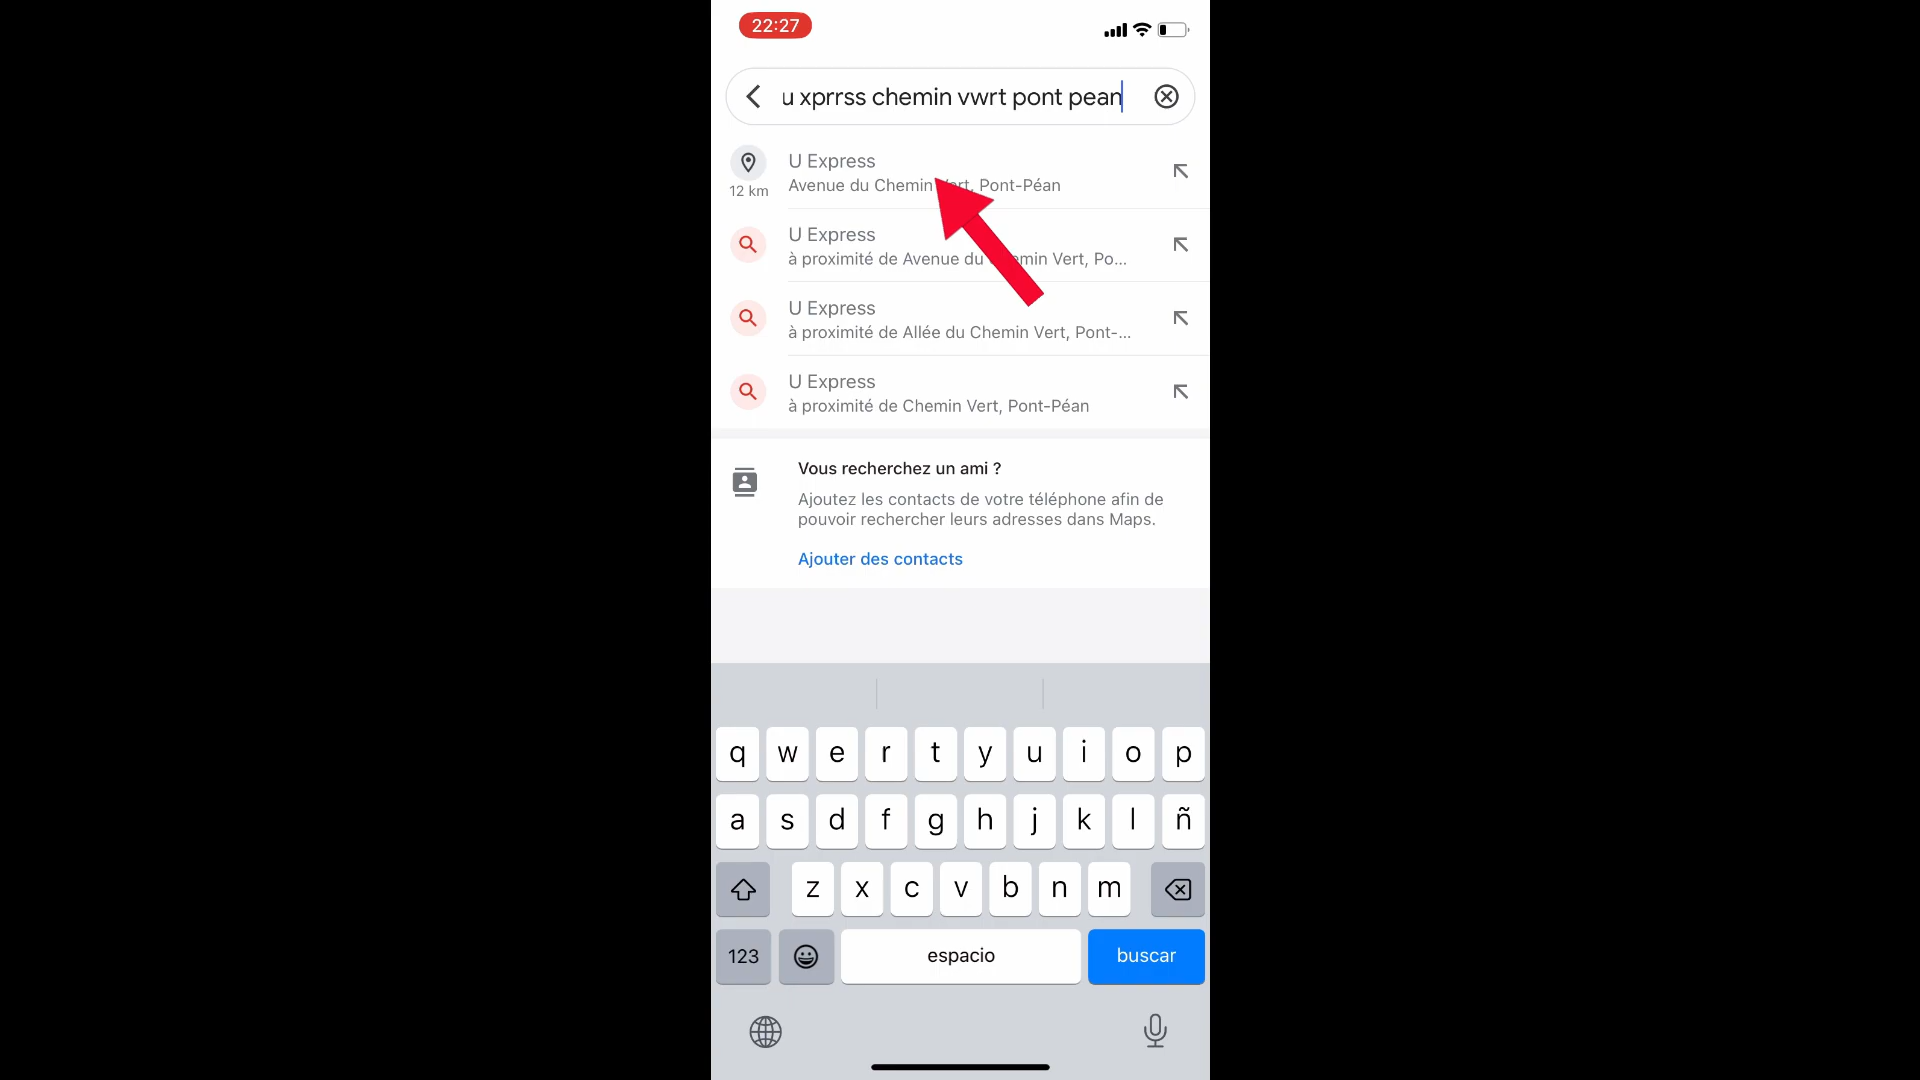 22:27
u xprrss chemin vwrt pont pean
U Express
Avenue du Chemin Vert, Pont-Péan
12 km
U Express
à proximité de Avenue du Chemin Vert, Po...
U Express
à proximité de Allée du Chemin Vert, Pont-...
U Express
à proximité de Chemin Vert, Pont-Péan
Vous recherchez un ami ?
Ajoutez les contacts de votre téléphone afin de
pouvoir rechercher leurs adresses dans Maps.
Ajouter des contacts
q w e r t y u i o p
a s d f g h j k l ñ
z x c v b n m
123 espacio buscar